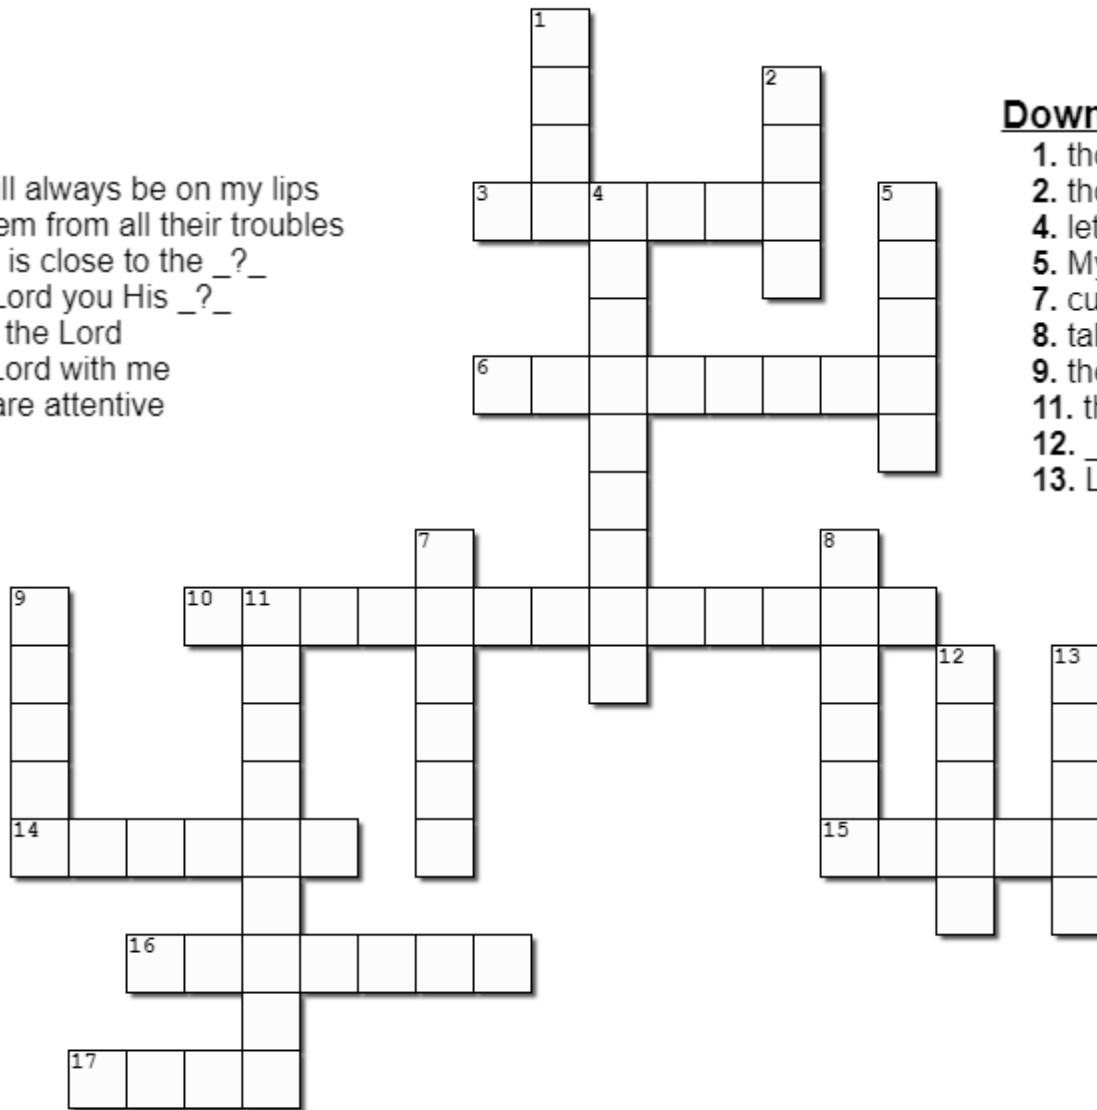 1
2
Down
ll always be on my lips
em from all their troubles
is close to the _?_
Lord you His _?_
the Lord
Lord with me
are attentive
1. the
2. the
4. let
5. My
7. cu
8. tal
9. the
11. th
12. _
13. L
3
4
5
6
7
8
9
10
11
12
13
14
15
16
17